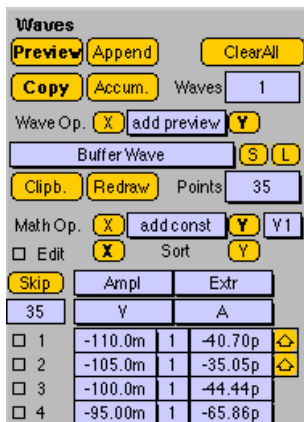 Waves
Preview Append ClearAll
Copy Accum. Waves 1
Wave Op. X add preview Y
Buffer Wave S L
Clipb. Redraw Points 35
Math Op. X add const Y V1
Edit X Sort Y
Skip Ampl Extr
35 V A
1 -110.0m 1 -40.70p
2 -105.0m 1 -35.05p
3 -100.0m 1 -44.44p
4 -95.00m 1 -65.86p